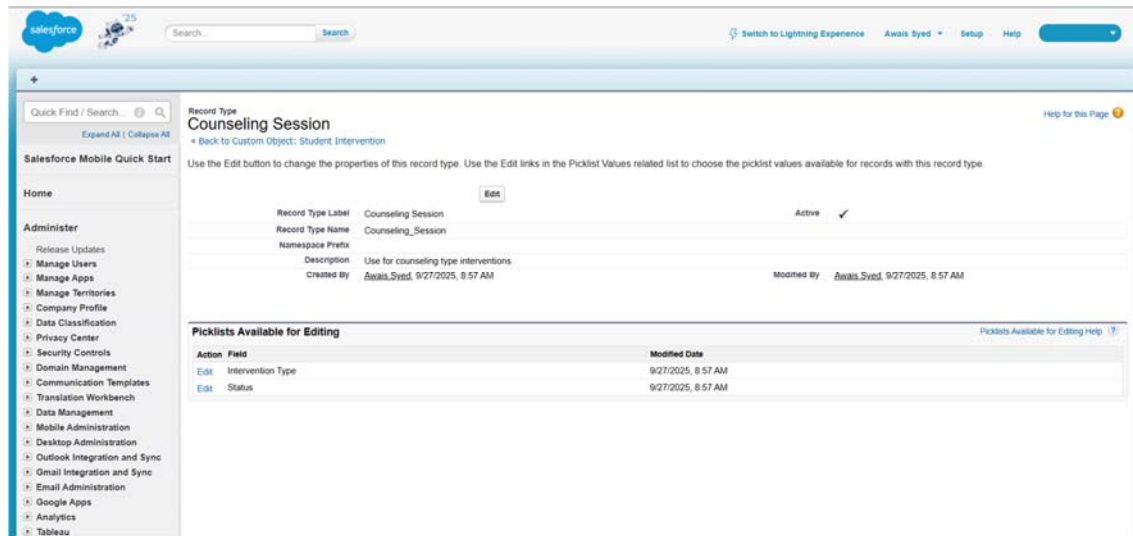 salesforce
'25
Search...
Search
Switch to Lightning Experience
Awais Syed
Setup
Help
+
Quick Find / Search...
Expand All | Collapse All
Salesforce Mobile Quick Start
Home
Administer
Release Updates
Manage Users
Manage Apps
Manage Territories
Company Profile
Data Classification
Privacy Center
Security Controls
Domain Management
Communication Templates
Translation Workbench
Data Management
Mobile Administration
Desktop Administration
Outlook Integration and Sync
Gmail Integration and Sync
Email Administration
Google Apps
Analytics
Tableau
Record Type
Counseling Session
Help for this Page
« Back to Custom Object: Student Intervention
Use the Edit button to change the properties of this record type. Use the Edit links in the Picklist Values related list to choose the picklist values available for records with this record type.
Edit
Record Type Label Counseling Session Active ✓
Record Type Name Counseling_Session
Namespace Prefix
Description Use for counseling type interventions
Created By Awais Syed, 9/27/2025, 8:57 AM Modified By Awais Syed, 9/27/2025, 8:57 AM
Picklists Available for Editing Picklists Available for Editing Help ?
Action Field Modified Date
Edit Intervention Type 9/27/2025, 8:57 AM
Edit Status 9/27/2025, 8:57 AM